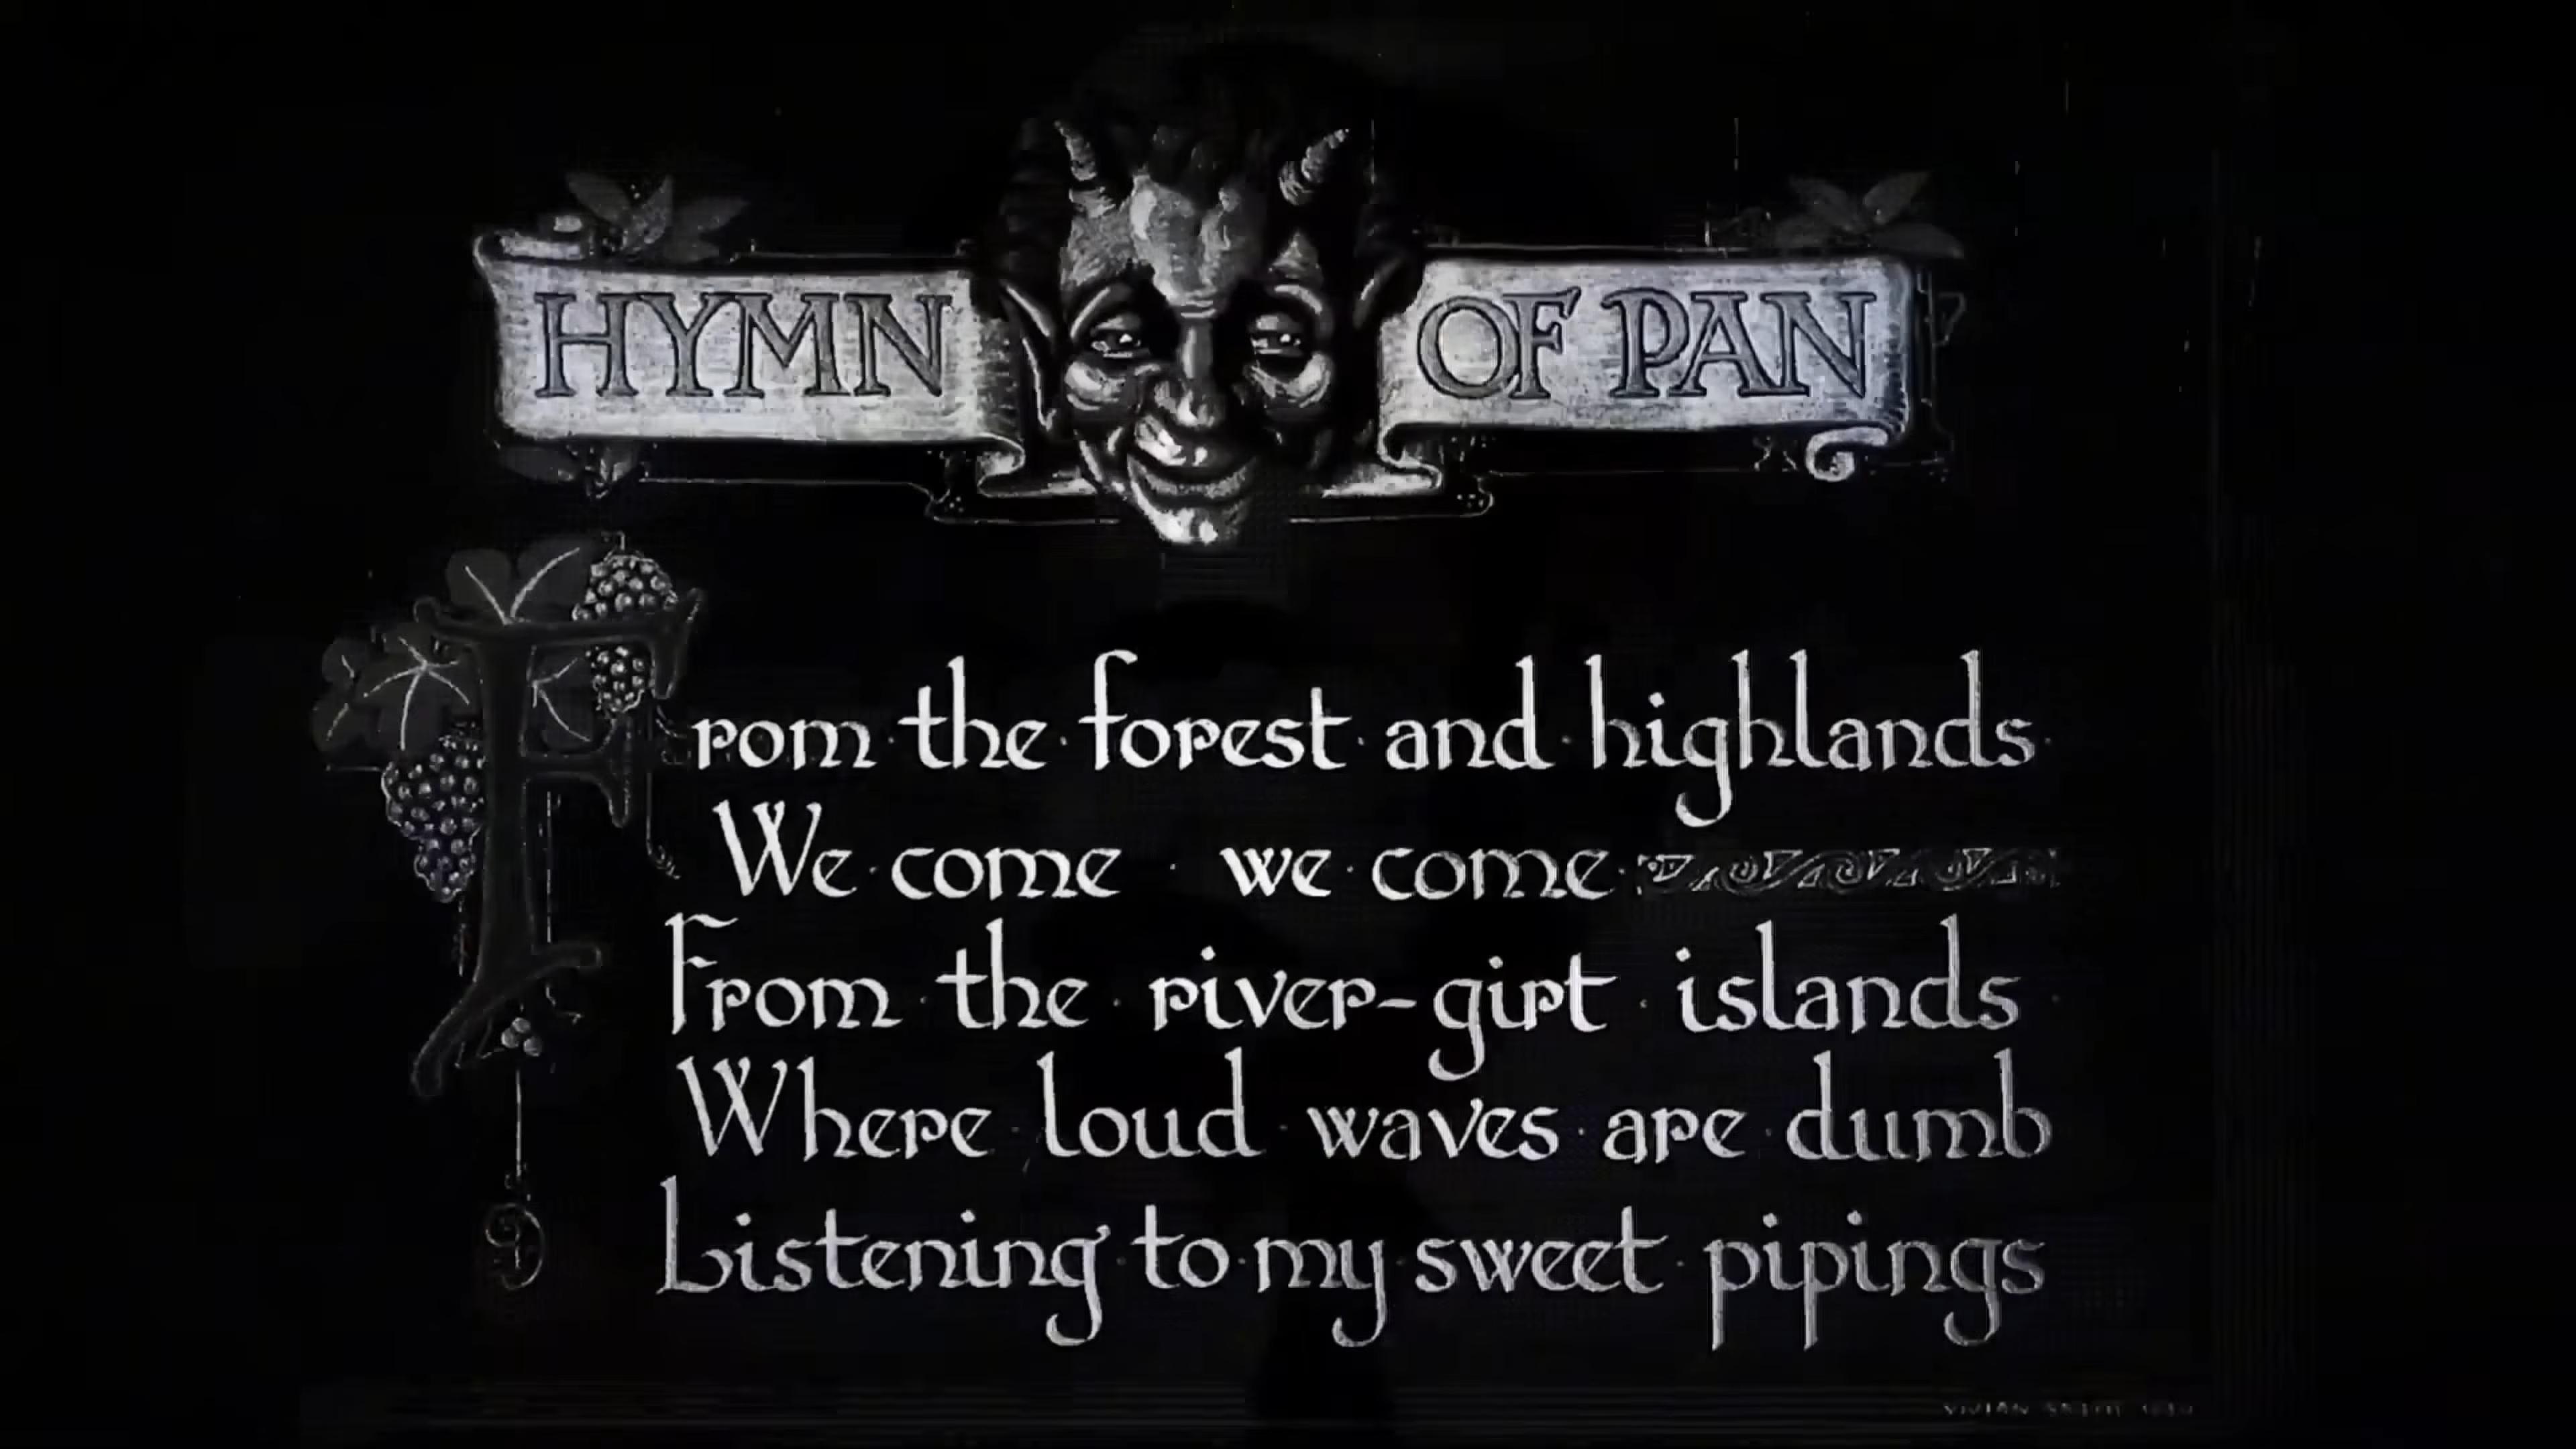 HYMN OF PAN
From the forest and highlands
We come we come
From the river-girt islands
Where loud waves are dumb
Listening to my sweet pipings